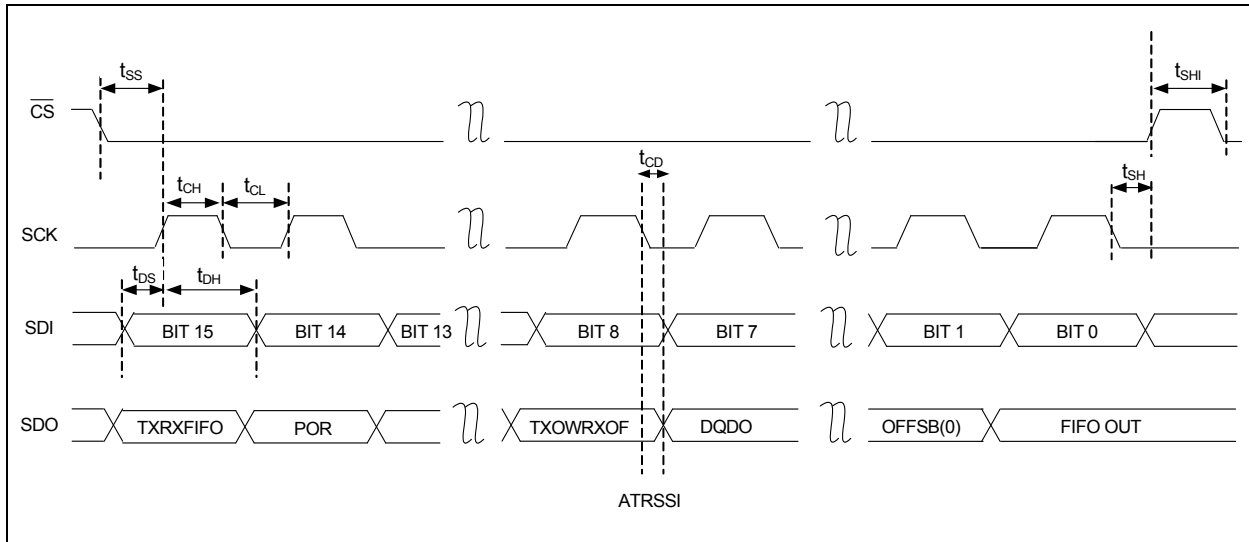 tSS
tSHI
CS
tCD
tCH
tCL
tSH
SCK
tDS
tDH
SDI
BIT 15
BIT 14
BIT 13
BIT 8
BIT 7
BIT 1
BIT 0
SDO
TXRXFIFO
POR
TXOWRXOF
DQDO
OFFSB(0)
FIFO OUT
ATRSSI